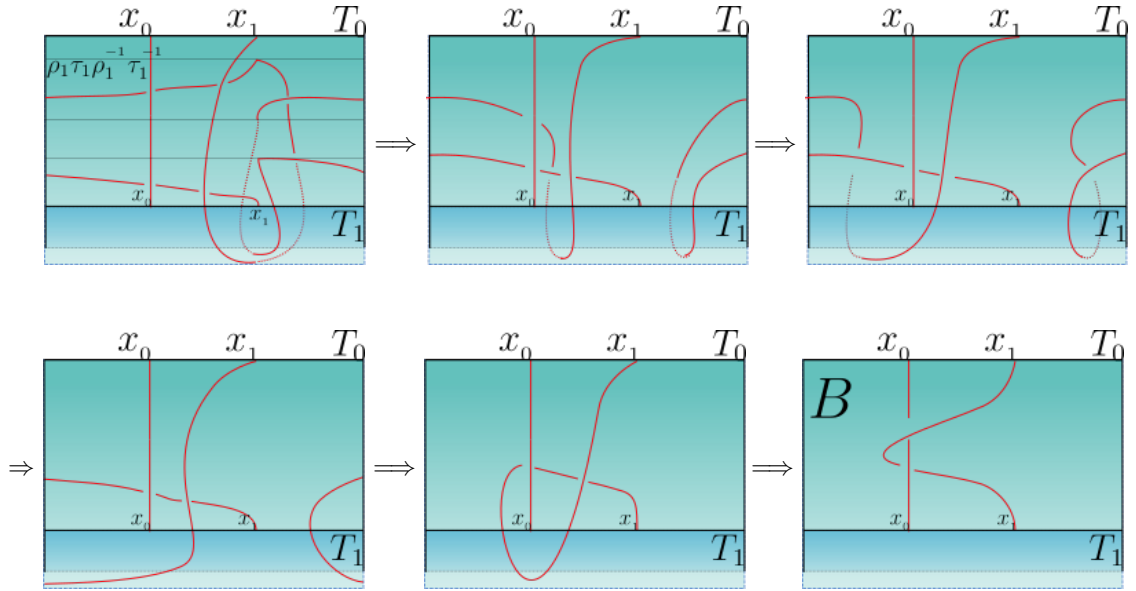 x₀ x₁ T₀
ρ₁τ₁ρ₁⁻¹τ₁⁻¹
x₀ x₁
T₁
⟹
x₀ x₁ T₀
x₀ x₁
T₁
⟹
x₀ x₁ T₀
x₀ x₁
T₁
⇒
x₀ x₁ T₀
x₀ x
T₁
⟹
x₀ x₁ T₀
x₀ x₁
T₁
⟹
x₀ x₁ T₀
B
x₀ x₁
T₁